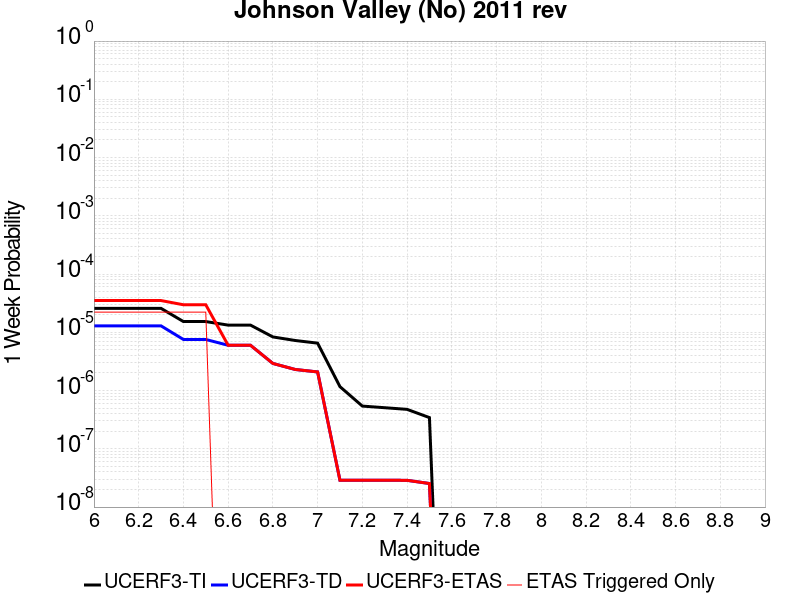 Johnson Valley (No) 2011 rev
10^0
10^-1
10^-2
10^-3
10^-4
10^-5
10^-6
10^-7
10^-8
1 Week Probability
6 6.2 6.4 6.6 6.8 7 7.2 7.4 7.6 7.8 8 8.2 8.4 8.6 8.8 9
Magnitude
UCERF3-TI UCERF3-TD UCERF3-ETAS ETAS Triggered Only